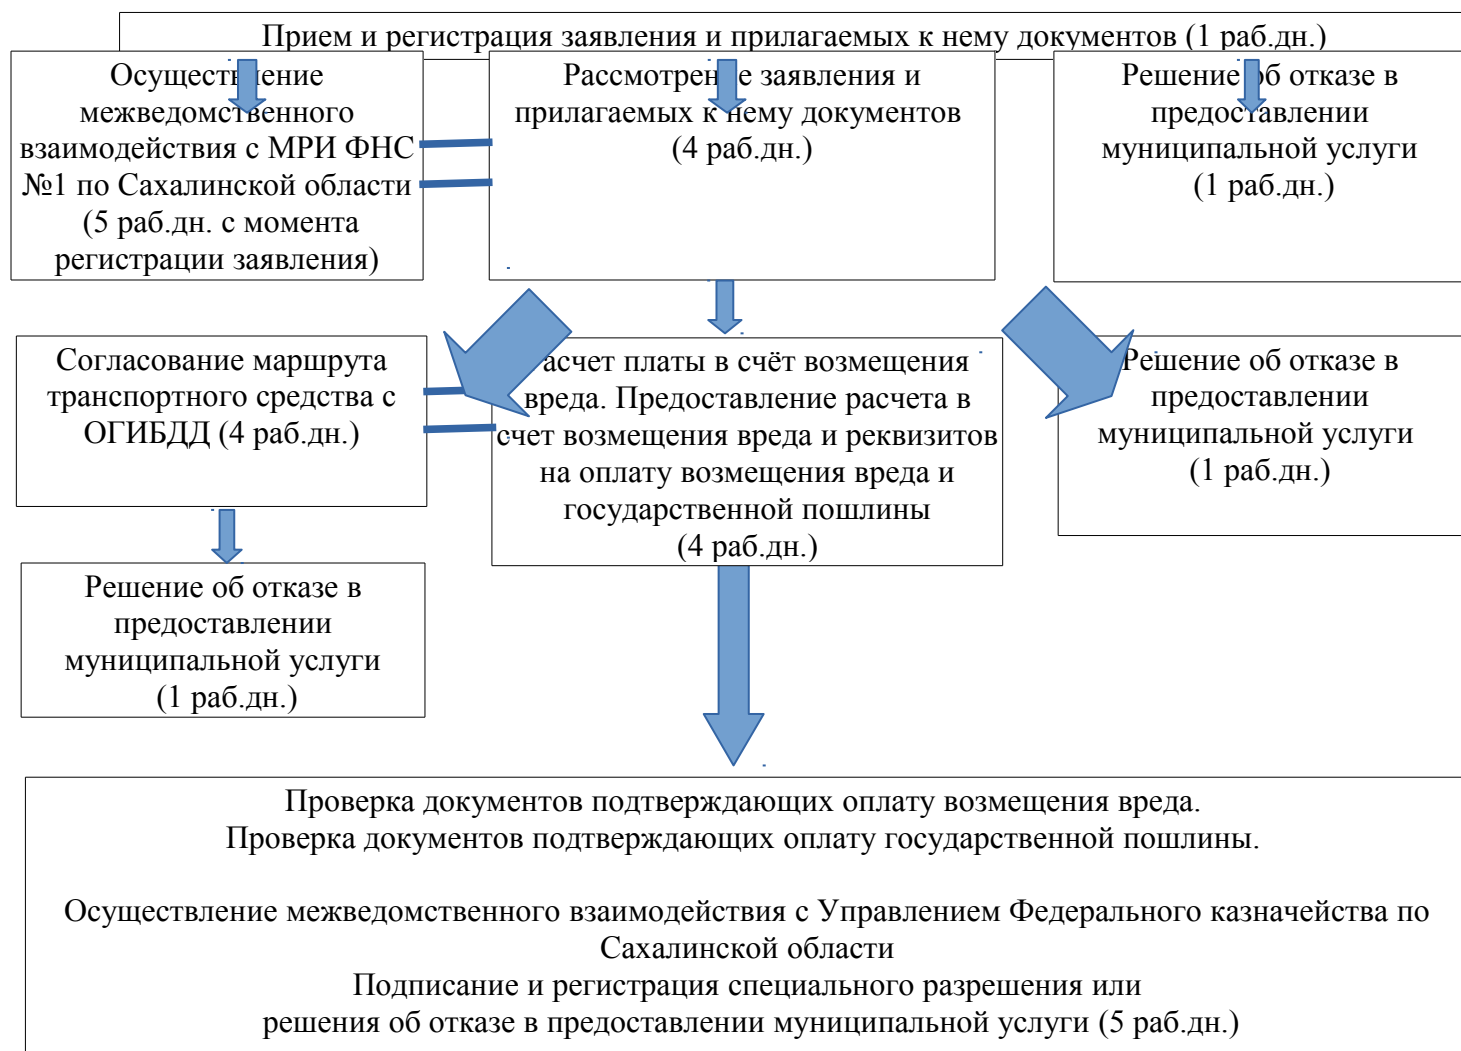 Прием и регистрация заявления и прилагаемых к нему документов (1 раб.дн.)
Осуществление
межведомственного
взаимодействия с МРИ ФНС
№1 по Сахалинской области
(5 раб.дн. с момента
регистрации заявления)
Рассмотрение заявления и
прилагаемых к нему документов
(4 раб.дн.)
Решение об отказе в
предоставлении
муниципальной услуги
(1 раб.дн.)
Согласование маршрута
транспортного средства с
ОГИБДД (4 раб.дн.)
Расчет платы в счёт возмещения
вреда. Предоставление расчета в
счет возмещения вреда и реквизитов
на оплату возмещения вреда и
государственной пошлины
(4 раб.дн.)
Решение об отказе в
предоставлении
муниципальной услуги
(1 раб.дн.)
Решение об отказе в
предоставлении
муниципальной услуги
(1 раб.дн.)
Проверка документов подтверждающих оплату возмещения вреда.
Проверка документов подтверждающих оплату государственной пошлины.
Осуществление межведомственного взаимодействия с Управлением Федерального казначейства по
Сахалинской области
Подписание и регистрация специального разрешения или
решения об отказе в предоставлении муниципальной услуги (5 раб.дн.)